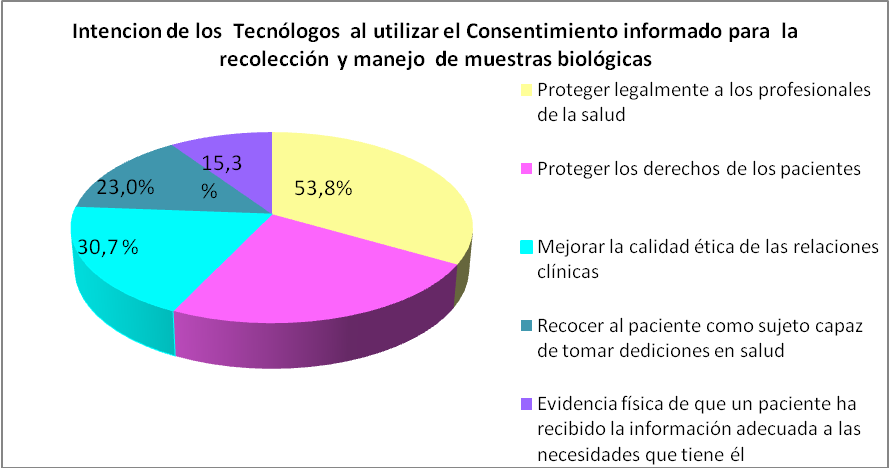 Intencion de los Tecnólogos al utilizar el Consentimiento informado para la
recolección y manejo de muestras biológicas
53,8%
30,7%
23,0%
15,3
%
Proteger legalmente a los profesionales
de la salud
Proteger los derechos de los pacientes
Mejorar la calidad ética de las relaciones
clínicas
Recocer al paciente como sujeto capaz
de tomar dediciones en salud
Evidencia física de que un paciente ha
recibido la información adecuada a las
necesidades que tiene él